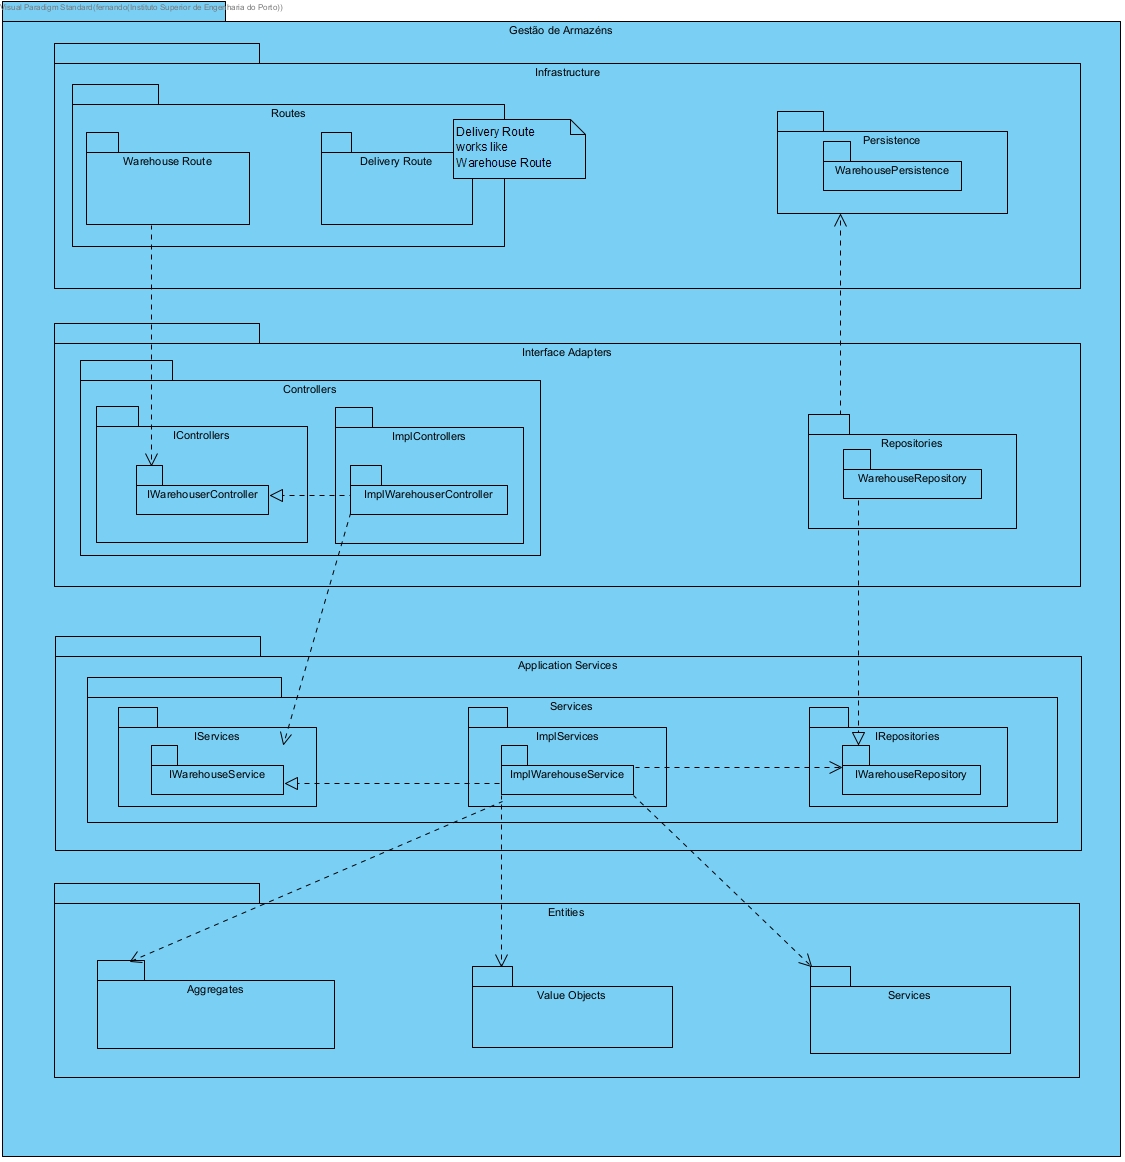 Visual Paradigm Standard(fernando(Instituto Superior de Engenharia do Porto))
Gestão de Armazéns
Infrastructure
Routes
Warehouse Route
Delivery Route
Delivery Route
works like
Warehouse Route
Persistence
WarehousePersistence
Interface Adapters
Controllers
IControllers
IWarehouserController
ImplControllers
ImplWarehouserController
Repositories
WarehouseRepository
Application Services
Services
IServices
IWarehouseService
ImplServices
ImplWarehouseService
IRepositories
IWarehouseRepository
Entities
Aggregates
Value Objects
Services